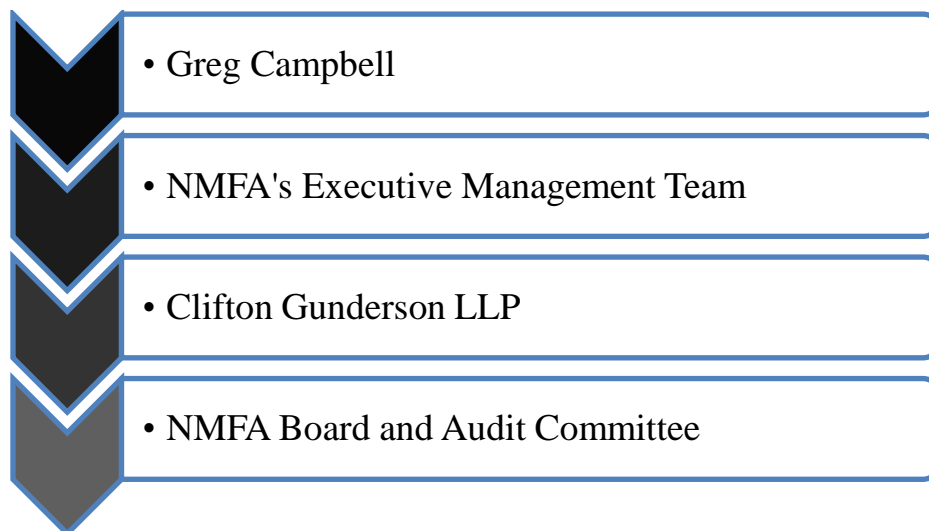 • Greg Campbell
• NMFA's Executive Management Team
• Clifton Gunderson LLP
• NMFA Board and Audit Committee